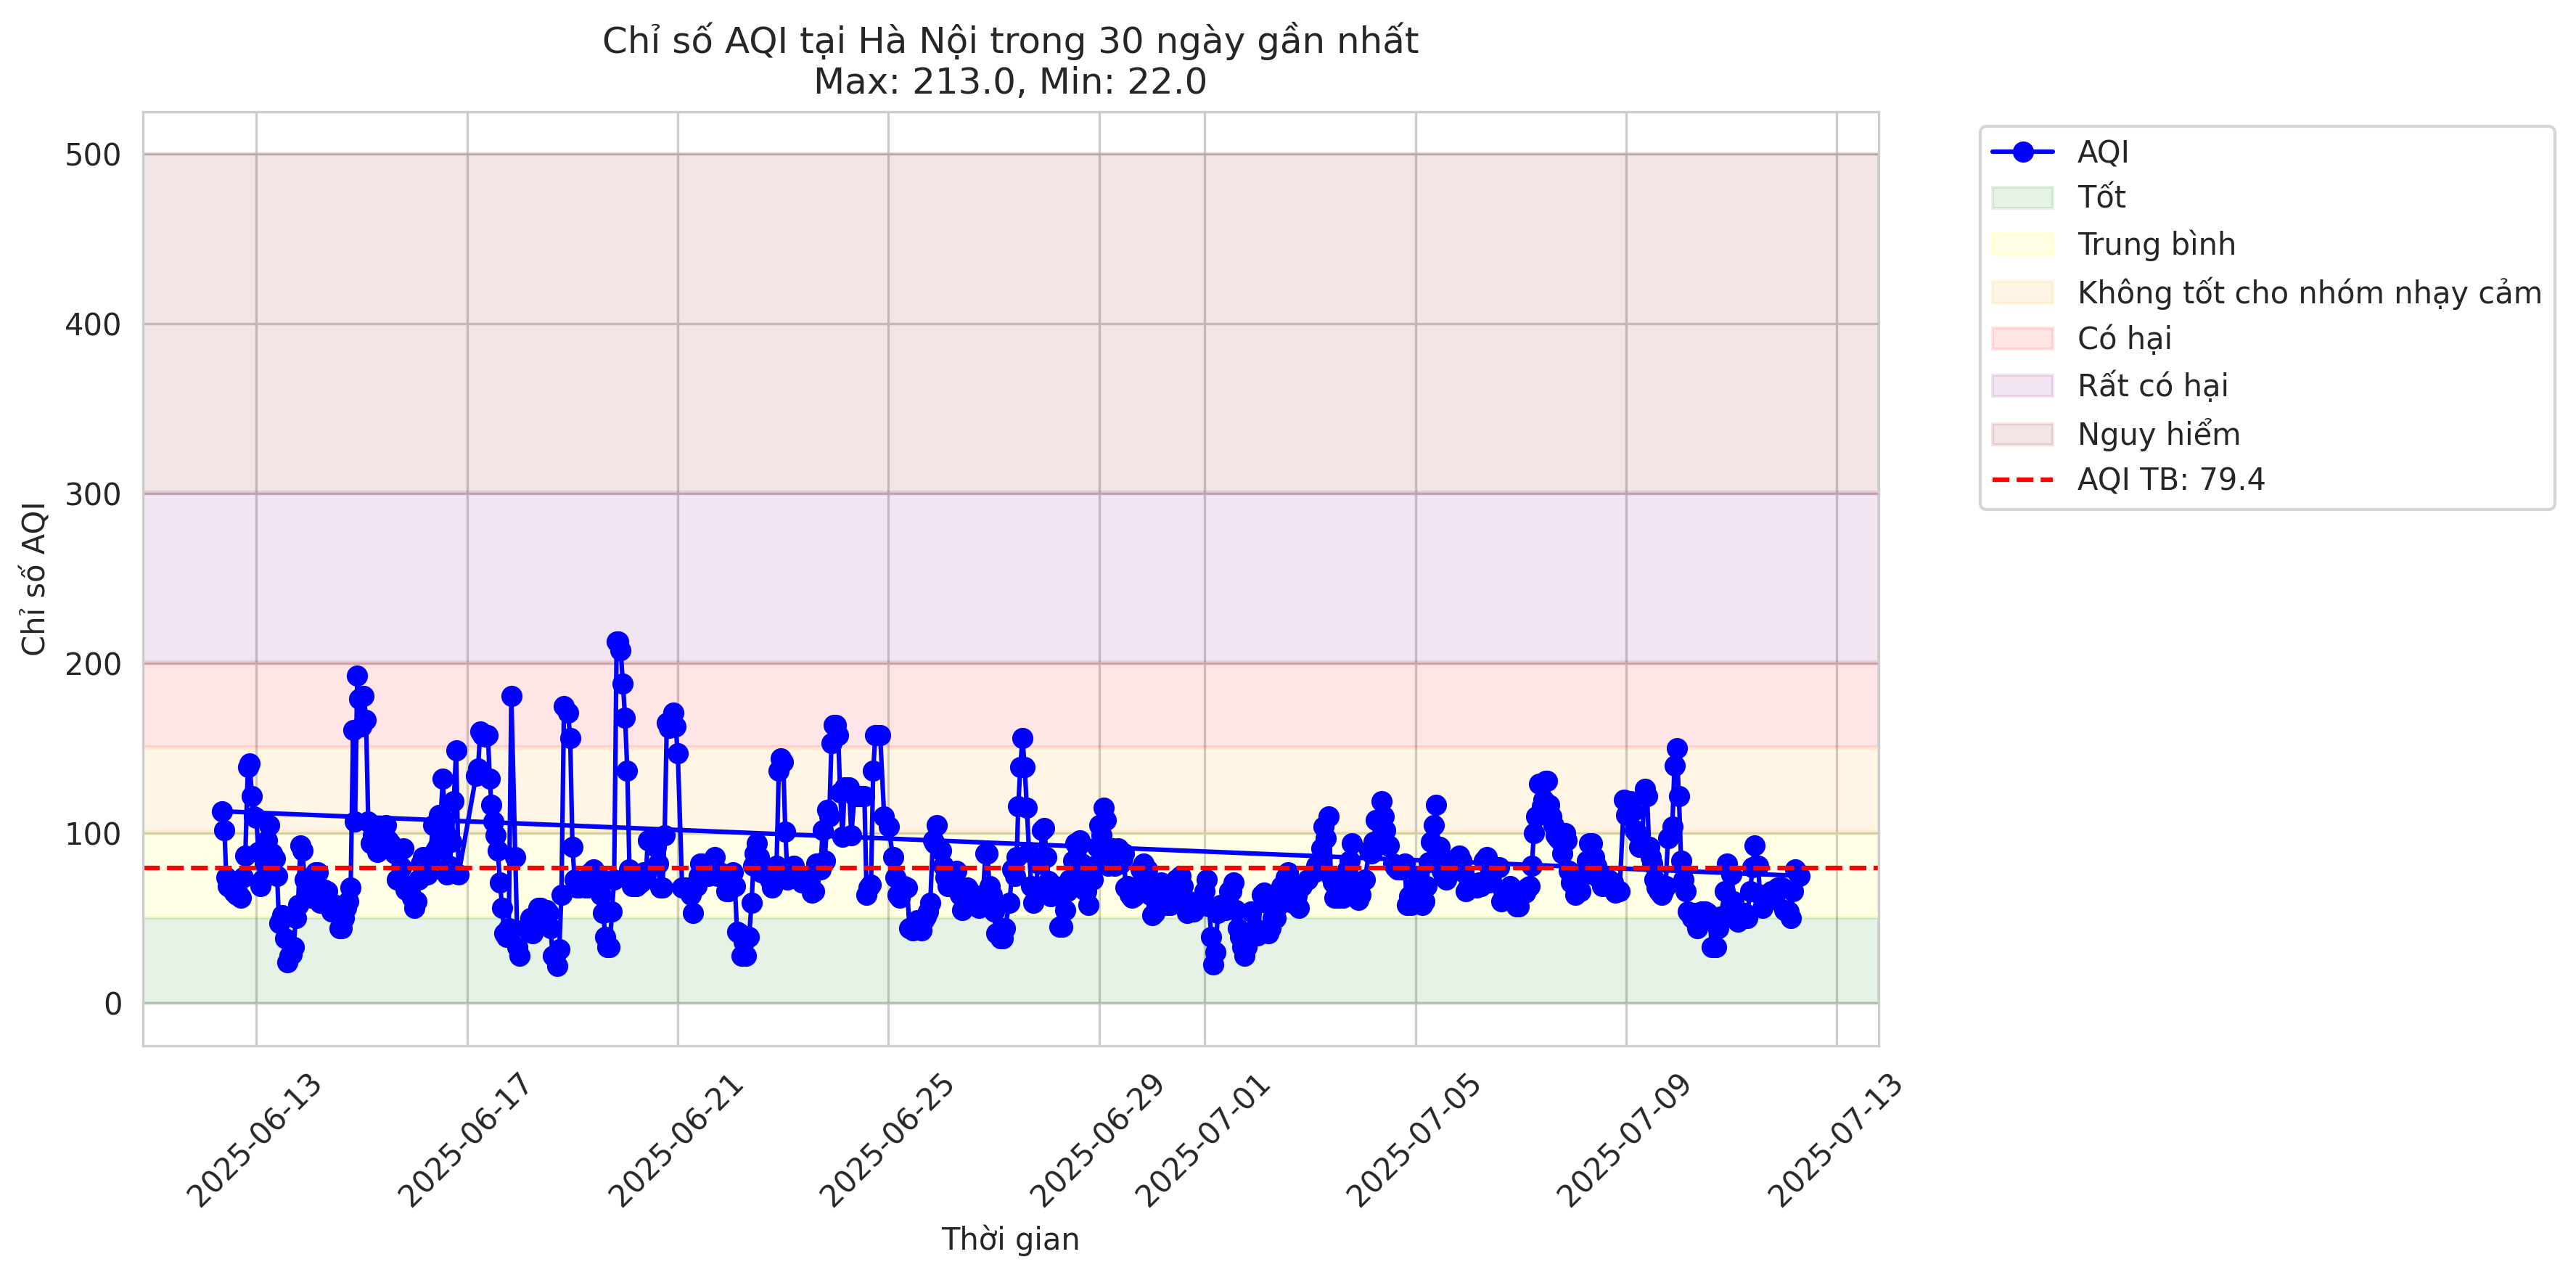 Chỉ số AQI tại Hà Nội trong 30 ngày gần nhất
Max: 213.0, Min: 22.0
Chỉ số AQI
500
400
300
200
100
0
2025-06-13
2025-06-17
2025-06-21
2025-06-25
2025-06-29
2025-07-01
2025-07-05
2025-07-09
2025-07-13
Thời gian
AQI
Tốt
Trung bình
Không tốt cho nhóm nhạy cảm
Có hại
Rất có hại
Nguy hiểm
AQI TB: 79.4